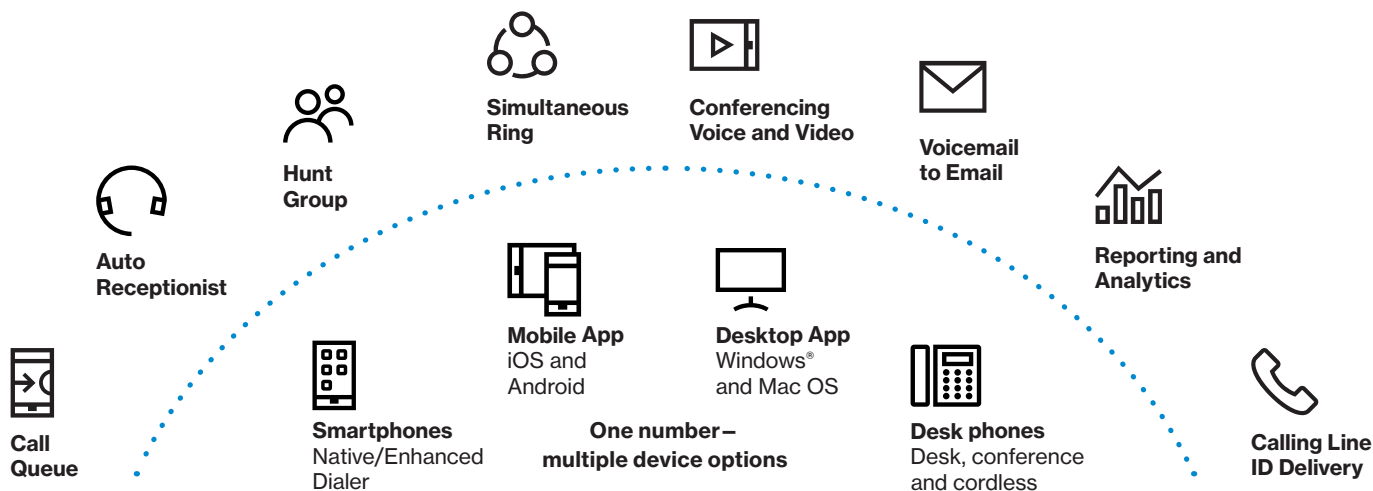 Simultaneous
Ring
Conferencing
Voice and Video
Voicemail
to Email
Hunt
Group
Auto
Receptionist
Reporting and
Analytics
Call
Queue
Calling Line
ID Delivery
Mobile App
iOS and
Android
Desktop App
Windows®
and Mac OS
Smartphones
Native/Enhanced
Dialer
One number–
multiple device options
Desk phones
Desk, conference
and cordless